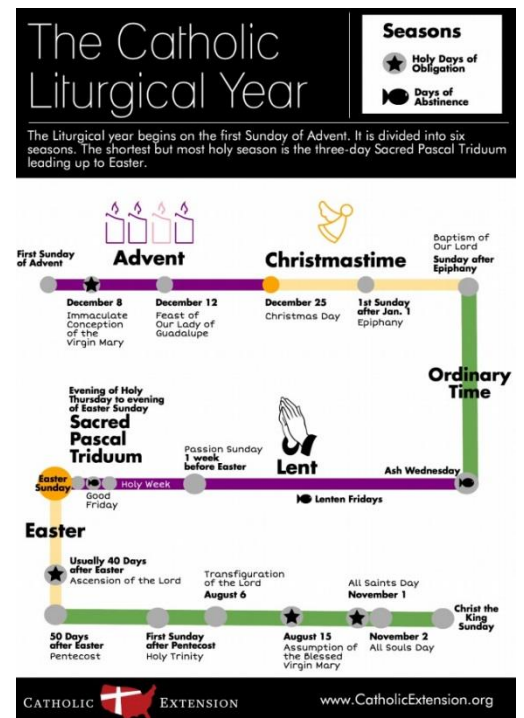 The Catholic
Liturgical Year
Seasons
Holy Days of
Obligation
Days of
Abstinence
The Liturgical year begins on the first Sunday of Advent. It is divided into six
seasons. The shortest but most holy season is the three-day Sacred Pascal Triduum
leading up to Easter.
First Sunday
of Advent
Advent
Christmastime
Baptism of
Our Lord
Sunday after
Epiphany
December 8
Immaculate
Conception
of the
Virgin Mary
December 12
Feast of
Our Lady of
Guadalupe
December 25
Christmas Day
1st Sunday
after Jan. 1
Epiphany
Ordinary
Time
Evening of Holy
Thursday to evening
of Easter Sunday
Sacred
Pascal
Triduum
Passion Sunday
1 week
before Easter
Lent
Ash Wednesday
Easter
Sunday
Holy Week
Good
Friday
Lenten Fridays
Easter
Usually 40 Days
after Easter
Ascension of the Lord
Transfiguration
of the Lord
August 6
All Saints Day
November 1
Christ the
King
Sunday
50 Days
after Easter
Pentecost
First Sunday
after Pentecost
Holy Trinity
August 15
Assumption of
the Blessed
Virgin Mary
November 2
All Souls Day
CATHOLIC EXTENSION
www.CatholicExtension.org